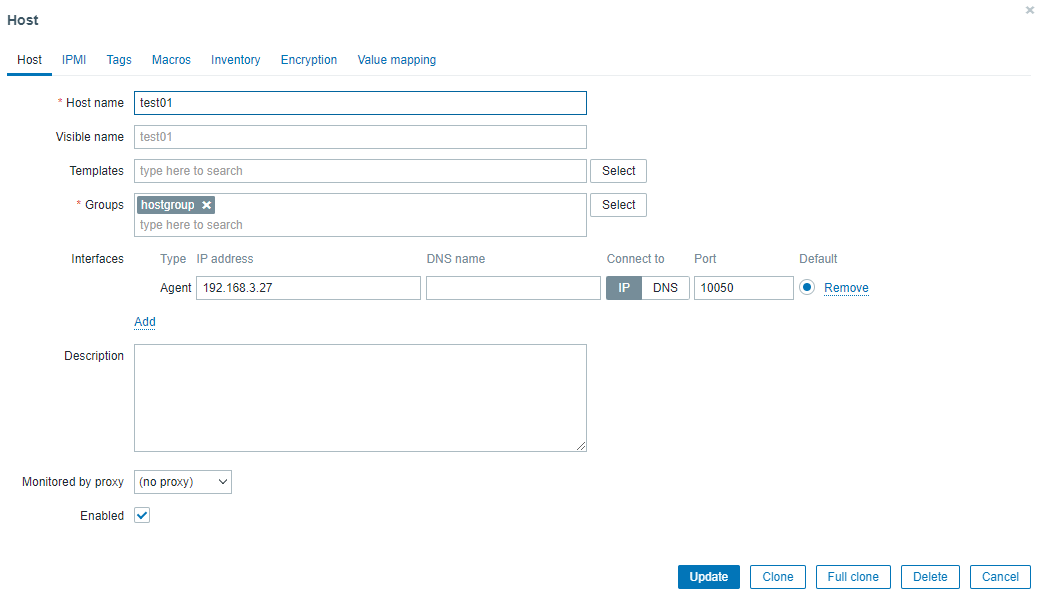 Host
Host IPMI Tags Macros Inventory Encryption Value mapping
* Host name test01
Visible name test01
Templates type here to search Select
* Groups hostgroup Select
type here to search
Interfaces Type IP address DNS name Connect to Port Default
Agent 192.168.3.27 IP DNS 10050 Remove
Add
Description
Monitored by proxy (no proxy)
Enabled
Update Clone Full clone Delete Cancel